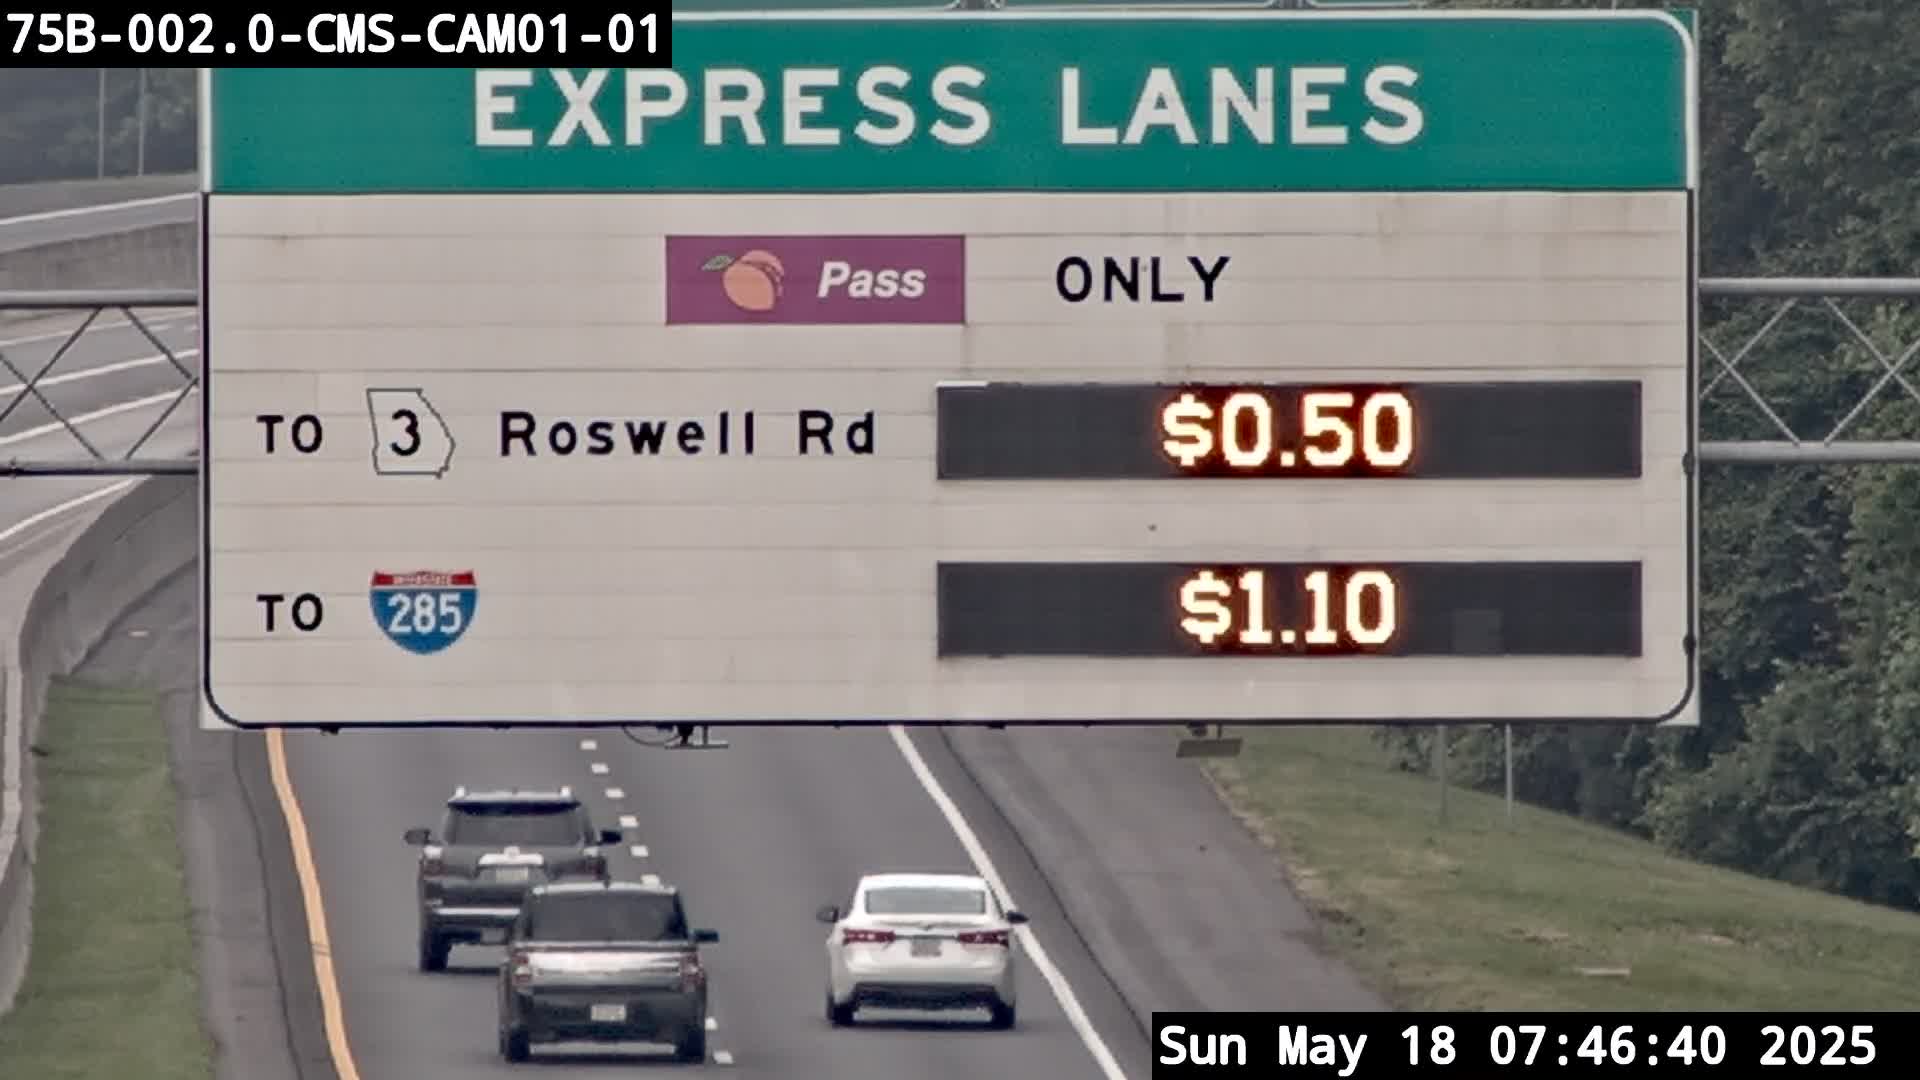 75B-002.0-CMS-CAM01-01
EXPRESS LANES
Pass ONLY
TO 3 Roswell Rd $0.50
INTERSTATE
TO 285 $1.10
Sun May 18 07:46:40 2025